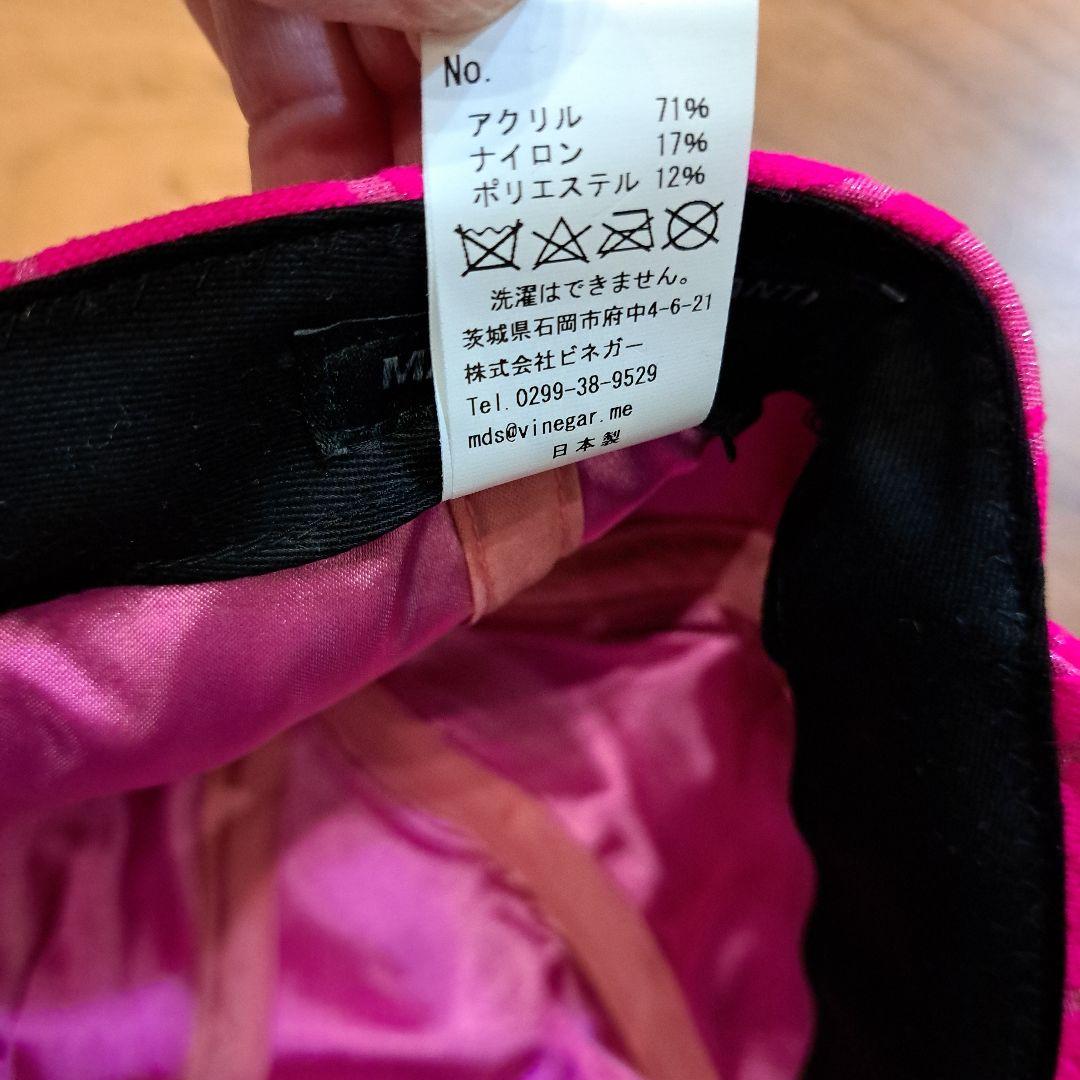 No.
アクリル 71%
ナイロン 17%
ポリエステル 12%
洗濯はできません。
茨城県石岡市府中4-6-21
株式会社ビネガー
Tel.0299-38-9529
mds@vinegar.me
日本製